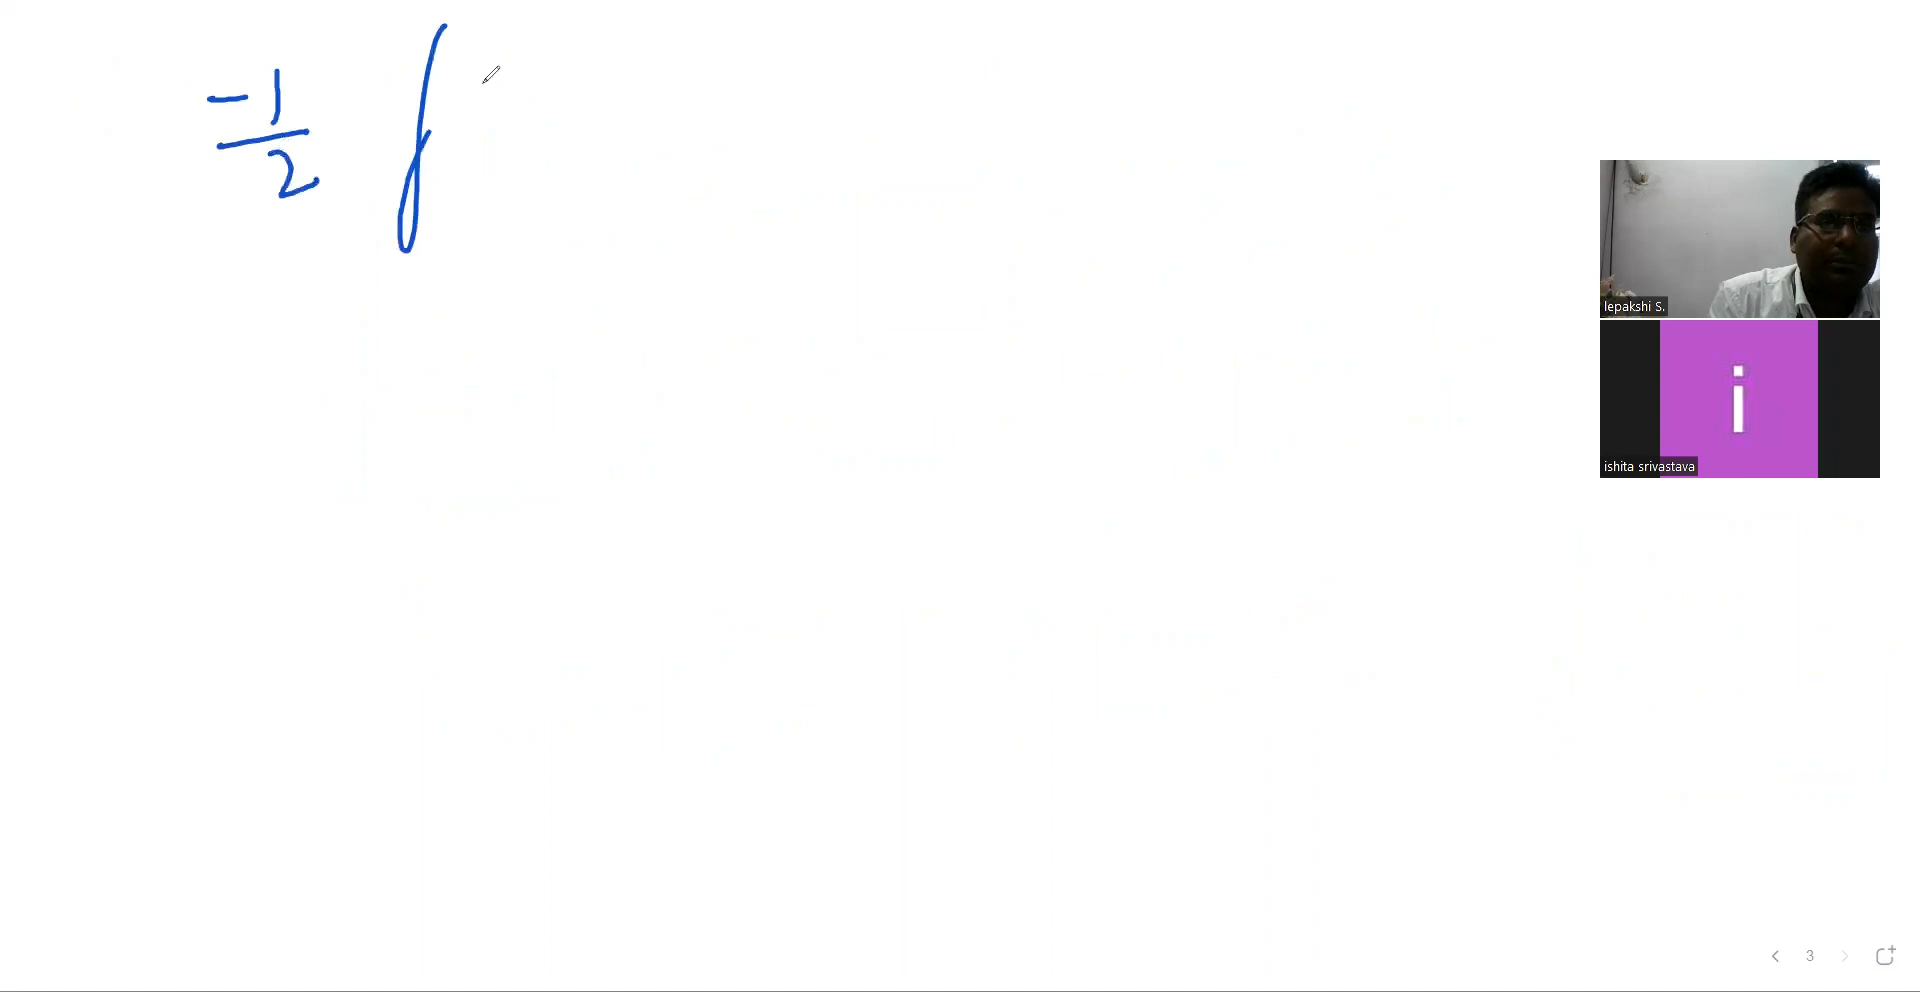 -1/2 ∫
lepakshi S.
i
ishita srivastava
3